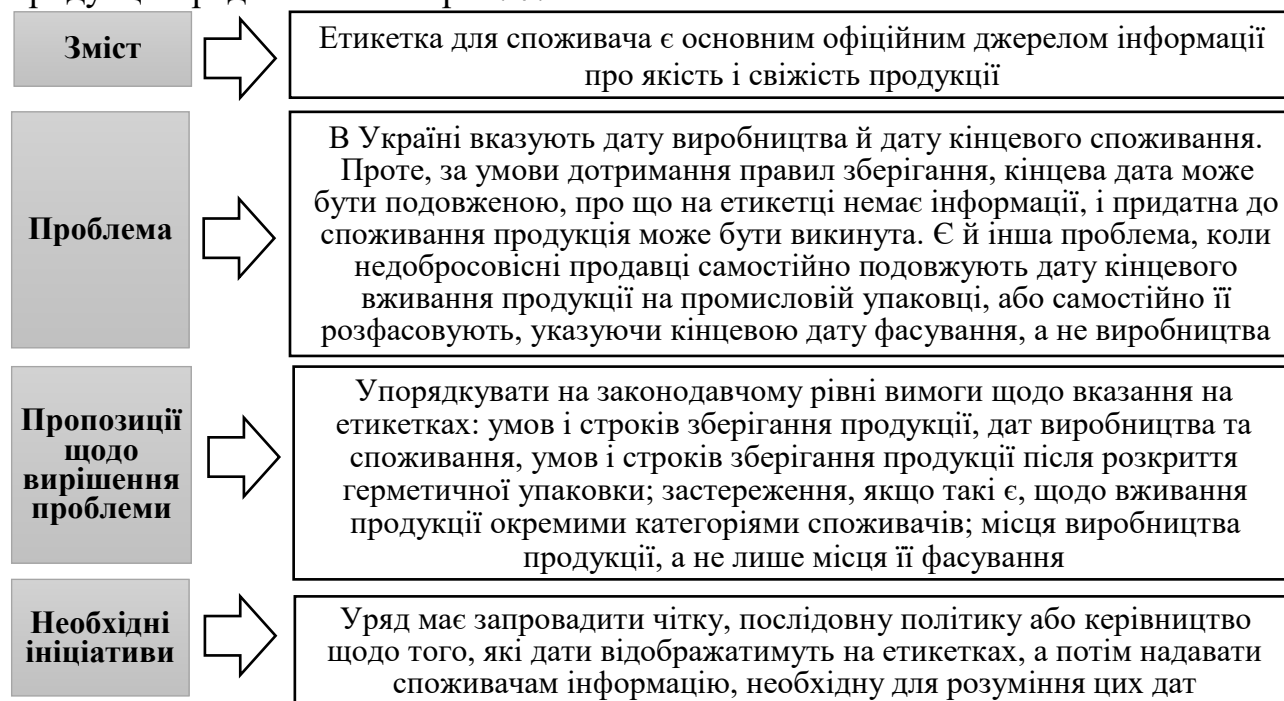 Зміст
Етикетка для споживача є основним офіційним джерелом інформації
про якість і свіжість продукції
Проблема
В Україні вказують дату виробництва й дату кінцевого споживання.
Проте, за умови дотримання правил зберігання, кінцева дата може
бути подовженою, про що на етикетці немає інформації, і придатна до
споживання продукція може бути викинута. Є й інша проблема, коли
недобросовісні продавці самостійно подовжують дату кінцевого
вживання продукції на промисловій упаковці, або самостійно її
розфасовують, указуючи кінцевою дату фасування, а не виробництва
Пропозиції
щодо
вирішення
проблеми
Упорядкувати на законодавчому рівні вимоги щодо вказання на
етикетках: умов і строків зберігання продукції, дат виробництва та
споживання, умов і строків зберігання продукції після розкриття
герметичної упаковки; застереження, якщо такі є, щодо вживання
продукції окремими категоріями споживачів; місця виробництва
продукції, а не лише місця її фасування
Необхідні
ініціативи
Уряд має запровадити чітку, послідовну політику або керівництво
щодо того, які дати відображатимуть на етикетках, а потім надавати
споживачам інформацію, необхідну для розуміння цих дат